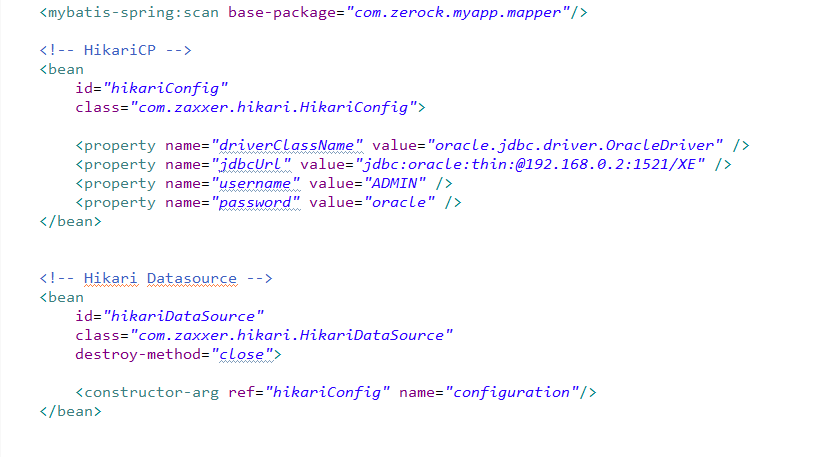 <mybatis-spring:scan base-package="com.zerock.myapp.mapper"/>
<!-- HikariCP -->
<bean
id="hikariConfig"
class="com.zaxxer.hikari.HikariConfig">
<property name="driverClassName" value="oracle.jdbc.driver.OracleDriver" />
<property name="jdbcUrl" value="jdbc:oracle:thin:@192.168.0.2:1521/XE" />
<property name="username" value="ADMIN" />
<property name="password" value="oracle" />
</bean>
<!-- Hikari Datasource -->
<bean
id="hikariDataSource"
class="com.zaxxer.hikari.HikariDataSource"
destroy-method="close">
<constructor-arg ref="hikariConfig" name="configuration"/>
</bean>